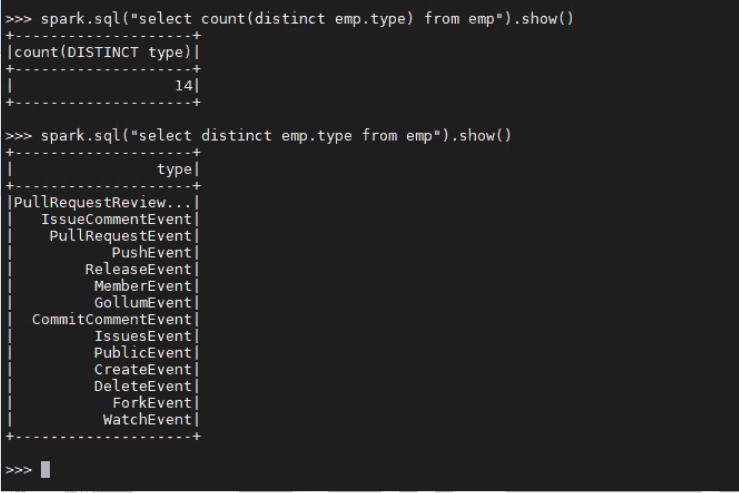 >>> spark.sql("select count(distinct emp.type) from emp").show()
+--------------------+
|count(DISTINCT type)|
+--------------------+
|                  14|
+--------------------+
>>> spark.sql("select distinct emp.type from emp").show()
+--------------------+
|                type|
+--------------------+
|PullRequestReview...|
|   IssueCommentEvent|
|    PullRequestEvent|
|           PushEvent|
|        ReleaseEvent|
|         MemberEvent|
|         GollumEvent|
|  CommitCommentEvent|
|         IssuesEvent|
|         PublicEvent|
|         CreateEvent|
|         DeleteEvent|
|           ForkEvent|
|          WatchEvent|
+--------------------+
>>>